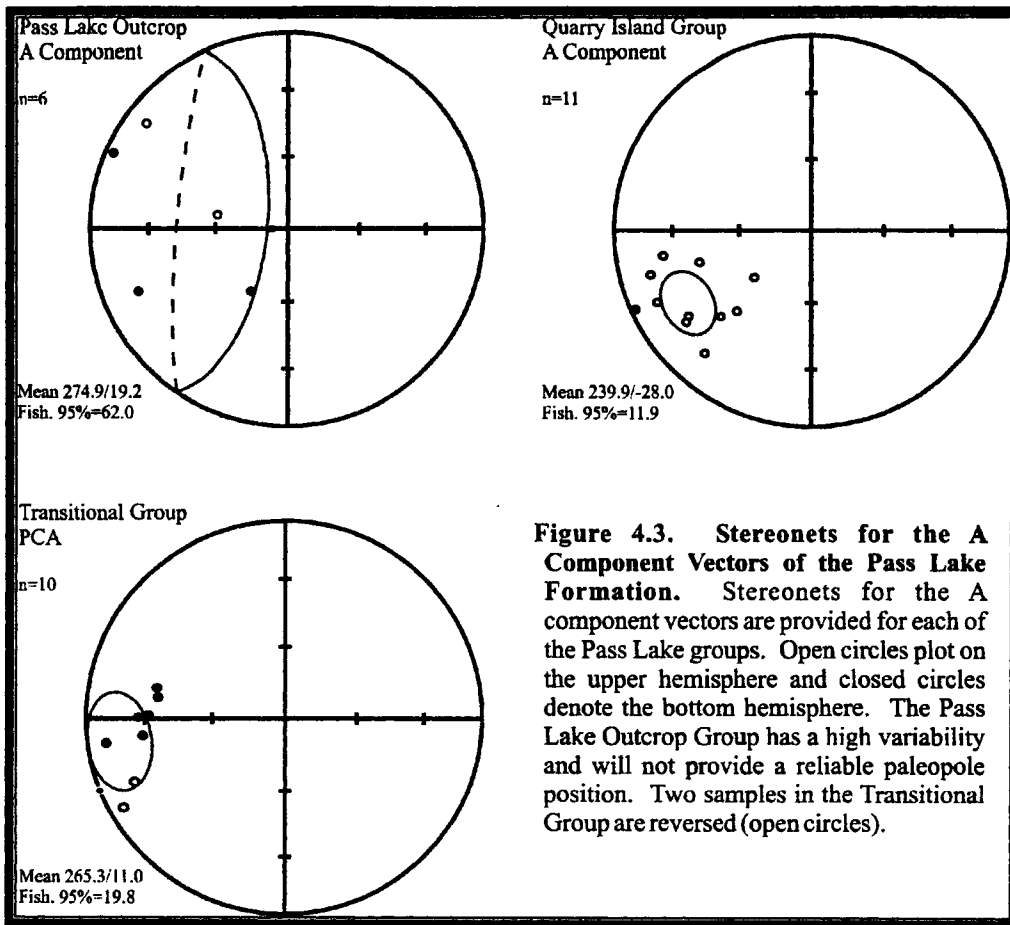 Pass Lake Outcrop
A Component
n=6
Mean 274.9/19.2
Fish. 95%=62.0
Quarry Island Group
A Component
n=11
Mean 239.9/-28.0
Fish. 95%=11.9
Transitional Group
PCA
n=10
Mean 265.3/11.0
Fish. 95%=19.8
Figure 4.3. Stereonets for the A
Component Vectors of the Pass Lake
Formation. Stereonets for the A
component vectors are provided for each of
the Pass Lake groups. Open circles plot on
the upper hemisphere and closed circles
denote the bottom hemisphere. The Pass
Lake Outcrop Group has a high variability
and will not provide a reliable paleopole
position. Two samples in the Transitional
Group are reversed (open circles).